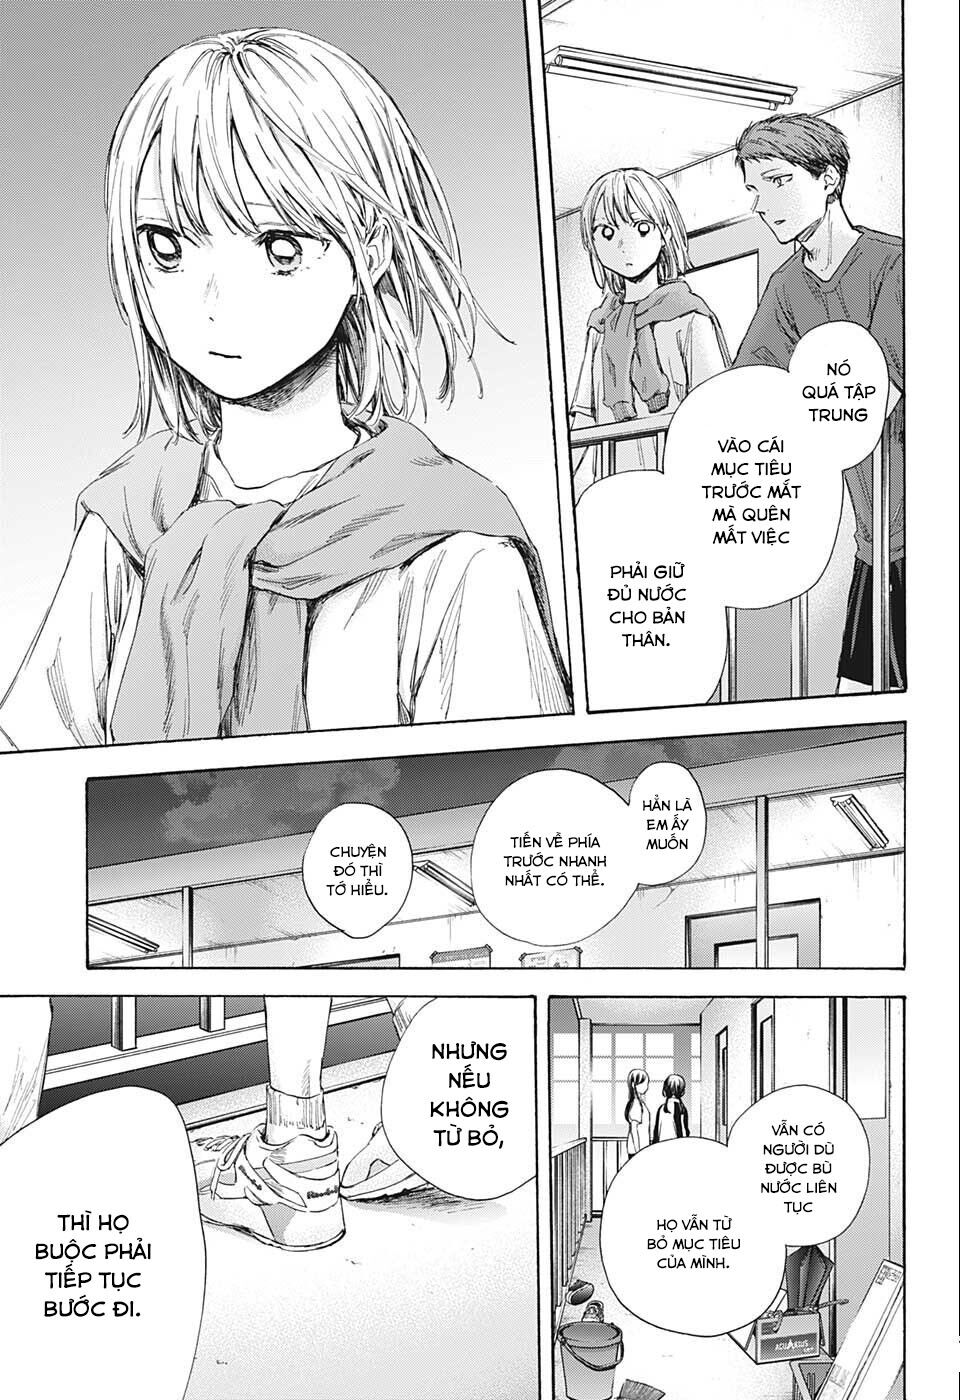 NÓ
QUÁ TẬP
TRUNG
VÀO CÁI
MỤC TIÊU
TRƯỚC MẮT
MÀ QUÊN
MẤT VIỆC
PHẢI GIỮ
ĐỦ NƯỚC
CHO BẢN
THÂN.
HẲN LÀ
EM ẤY
MUỐN
TIẾN VỀ PHÍA
TRƯỚC NHANH
NHẤT CÓ THỂ.
CHUYỆN
ĐÓ THÌ
TỚ HIỂU.
VẪN CÓ
NGƯỜI DÙ
ĐƯỢC BÙ
NƯỚC LIÊN
TỤC
HỌ VẪN TỪ
BỎ MỤC TIÊU
CỦA MÌNH.
AQUARIUS
NHƯNG
NẾU
KHÔNG
TỪ BỎ,
THÌ HỌ
BUỘC PHẢI
TIẾP TỤC
BƯỚC ĐI.